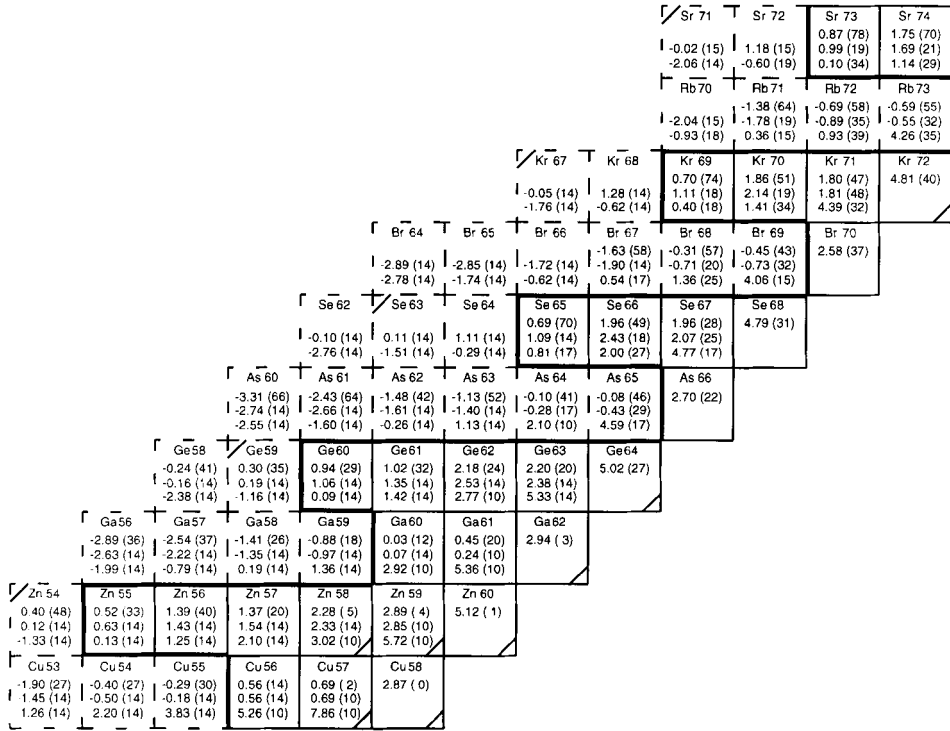 Sr 71 Sr 72 Sr 73 Sr 74
0.87 (78) 1.75 (70)
-0.02 (15) 1.18 (15) 0.99 (19) 1.69 (21)
-2.06 (14) -0.60 (19) 0.10 (34) 1.14 (29)
Rb 70 Rb 71 Rb 72 Rb 73
-1.38 (64) -0.69 (58) -0.59 (55)
-2.04 (15) -1.78 (19) -0.89 (35) -0.55 (32)
-0.93 (18) 0.36 (15) 0.93 (39) 4.26 (35)
Kr 67 Kr 68 Kr 69 Kr 70 Kr 71 Kr 72
0.70 (74) 1.86 (51) 1.80 (47) 4.81 (40)
-0.05 (14) 1.28 (14) 1.11 (18) 2.14 (19) 1.81 (48)
-1.76 (14) -0.62 (14) 0.40 (18) 1.41 (34) 4.39 (32)
Br 64 Br 65 Br 66 Br 67 Br 68 Br 69 Br 70
-1.63 (58) -0.31 (57) -0.45 (43) 2.58 (37)
-2.89 (14) -2.85 (14) -1.72 (14) -1.90 (14) -0.71 (20) -0.73 (32)
-2.78 (14) -1.74 (14) -0.62 (14) 0.54 (17) 1.36 (25) 4.06 (15)
Se 62 Se 63 Se 64 Se 65 Se 66 Se 67 Se 68
0.69 (70) 1.96 (49) 1.96 (28) 4.79 (31)
-0.10 (14) 0.11 (14) 1.11 (14) 1.09 (14) 2.43 (18) 2.07 (25)
-2.76 (14) -1.51 (14) -0.29 (14) 0.81 (17) 2.00 (27) 4.77 (17)
As 60 As 61 As 62 As 63 As 64 As 65 As 66
-3.31 (66) -2.43 (64) -1.48 (42) -1.13 (52) -0.10 (41) -0.08 (46) 2.70 (22)
-2.74 (14) -2.66 (14) -1.61 (14) -1.40 (14) -0.28 (17) -0.43 (29)
-2.55 (14) -1.60 (14) -0.26 (14) 1.13 (14) 2.10 (10) 4.59 (17)
Ge58 Ge59 Ge60 Ge61 Ge62 Ge63 Ge64
-0.24 (41) 0.30 (35) 0.94 (29) 1.02 (32) 2.18 (24) 2.20 (20) 5.02 (27)
-0.16 (14) 0.19 (14) 1.06 (14) 1.35 (14) 2.53 (14) 2.38 (14)
-2.38 (14) -1.16 (14) 0.09 (14) 1.42 (14) 2.77 (10) 5.33 (14)
Ga56 Ga57 Ga58 Ga59 Ga60 Ga61 Ga62
-2.89 (36) -2.54 (37) -1.41 (26) -0.88 (18) 0.03 (12) 0.45 (20) 2.94 ( 3)
-2.63 (14) -2.22 (14) -1.35 (14) -0.97 (14) 0.07 (14) 0.24 (10)
-1.99 (14) -0.79 (14) 0.19 (14) 1.36 (14) 2.92 (10) 5.36 (10)
Zn 54 Zn 55 Zn 56 Zn 57 Zn 58 Zn 59 Zn 60
0.40 (48) 0.52 (33) 1.39 (40) 1.37 (20) 2.28 ( 5) 2.89 ( 4) 5.12 ( 1)
0.12 (14) 0.63 (14) 1.43 (14) 1.54 (14) 2.33 (14) 2.85 (10)
-1.33 (14) 0.13 (14) 1.25 (14) 2.10 (14) 3.02 (10) 5.72 (10)
Cu53 Cu54 Cu55 Cu56 Cu57 Cu58
-1.90 (27) -0.40 (27) -0.29 (30) 0.56 (14) 0.69 ( 2) 2.87 ( 0)
-1.45 (14) -0.50 (14) -0.18 (14) 0.56 (14) 0.69 (10)
1.26 (14) 2.20 (14) 3.83 (14) 5.26 (10) 7.86 (10)